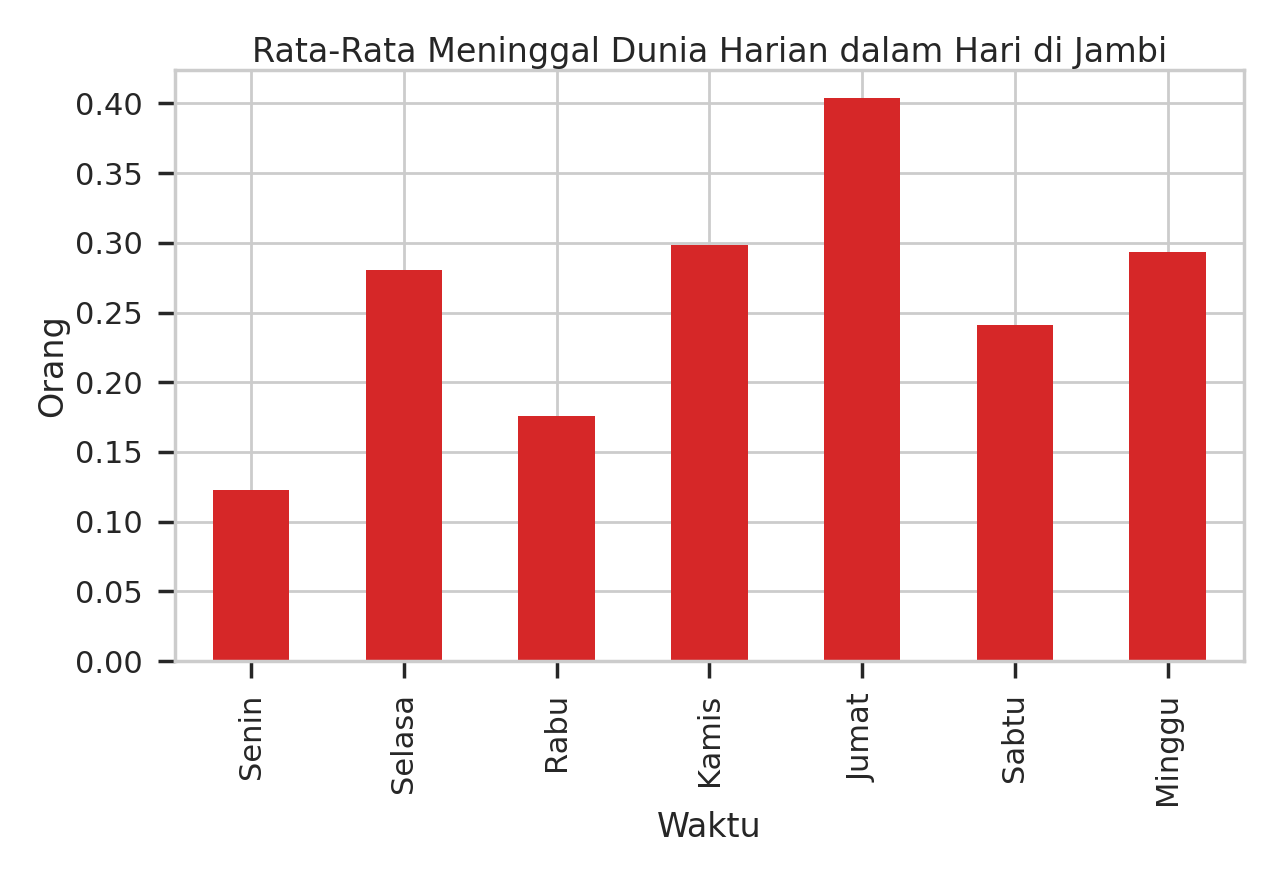 Rata-Rata Meninggal Dunia Harian dalam Hari di Jambi
0.40
0.35
0.30
0.25
0.20
0.15
0.10
0.05
0.00
Orang
Senin
Selasa
Rabu
Kamis
Jumat
Sabtu
Minggu
Waktu